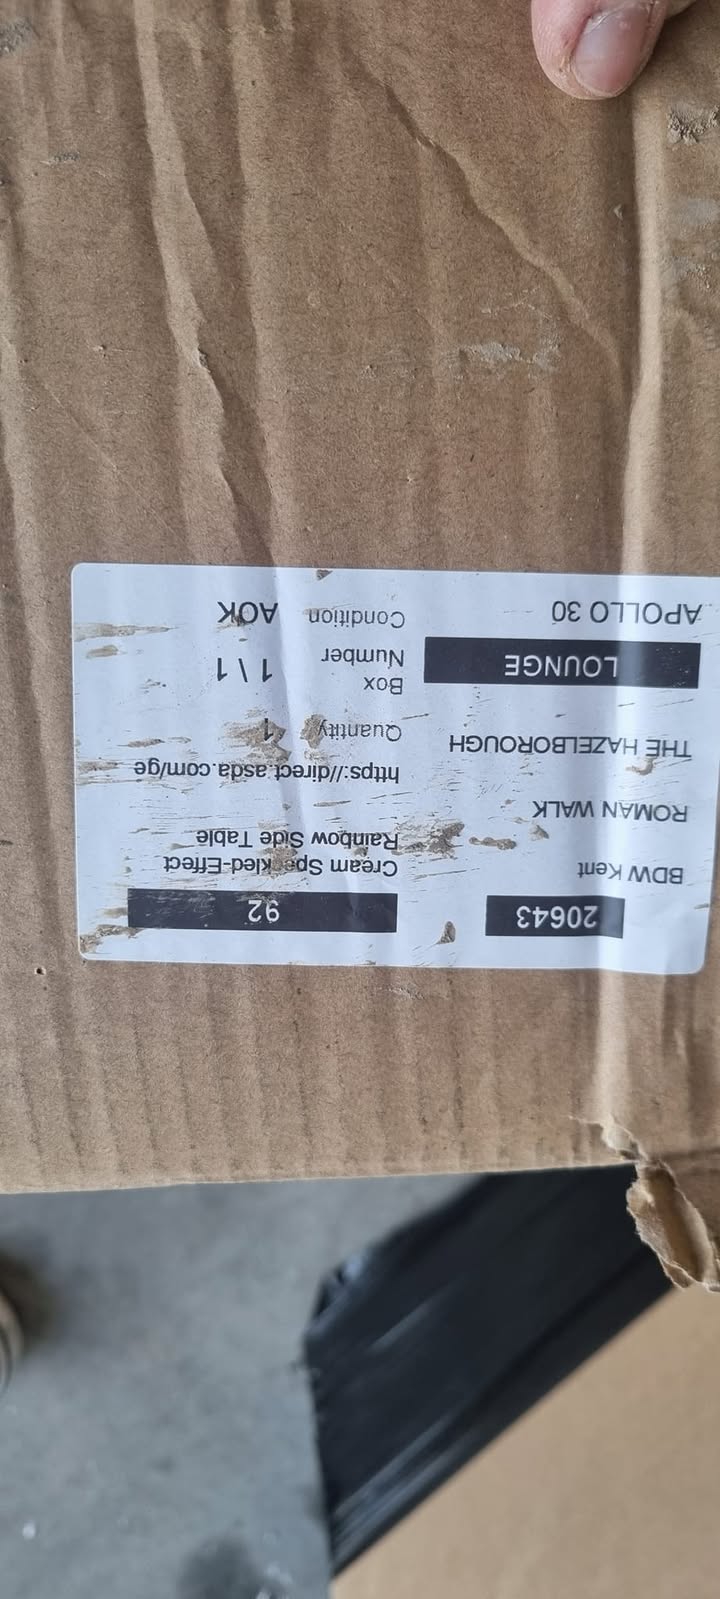 20643
BDW Kent
ROMAN WALK
THE HAZELBOROUGH
LOUNGE
APOLLO 30
92
Cream Speckled-Effect
Rainbow Side Table
https://direct.asda.com/ge
Quantity 1
Box
Number 1 \ 1
Condition AOK